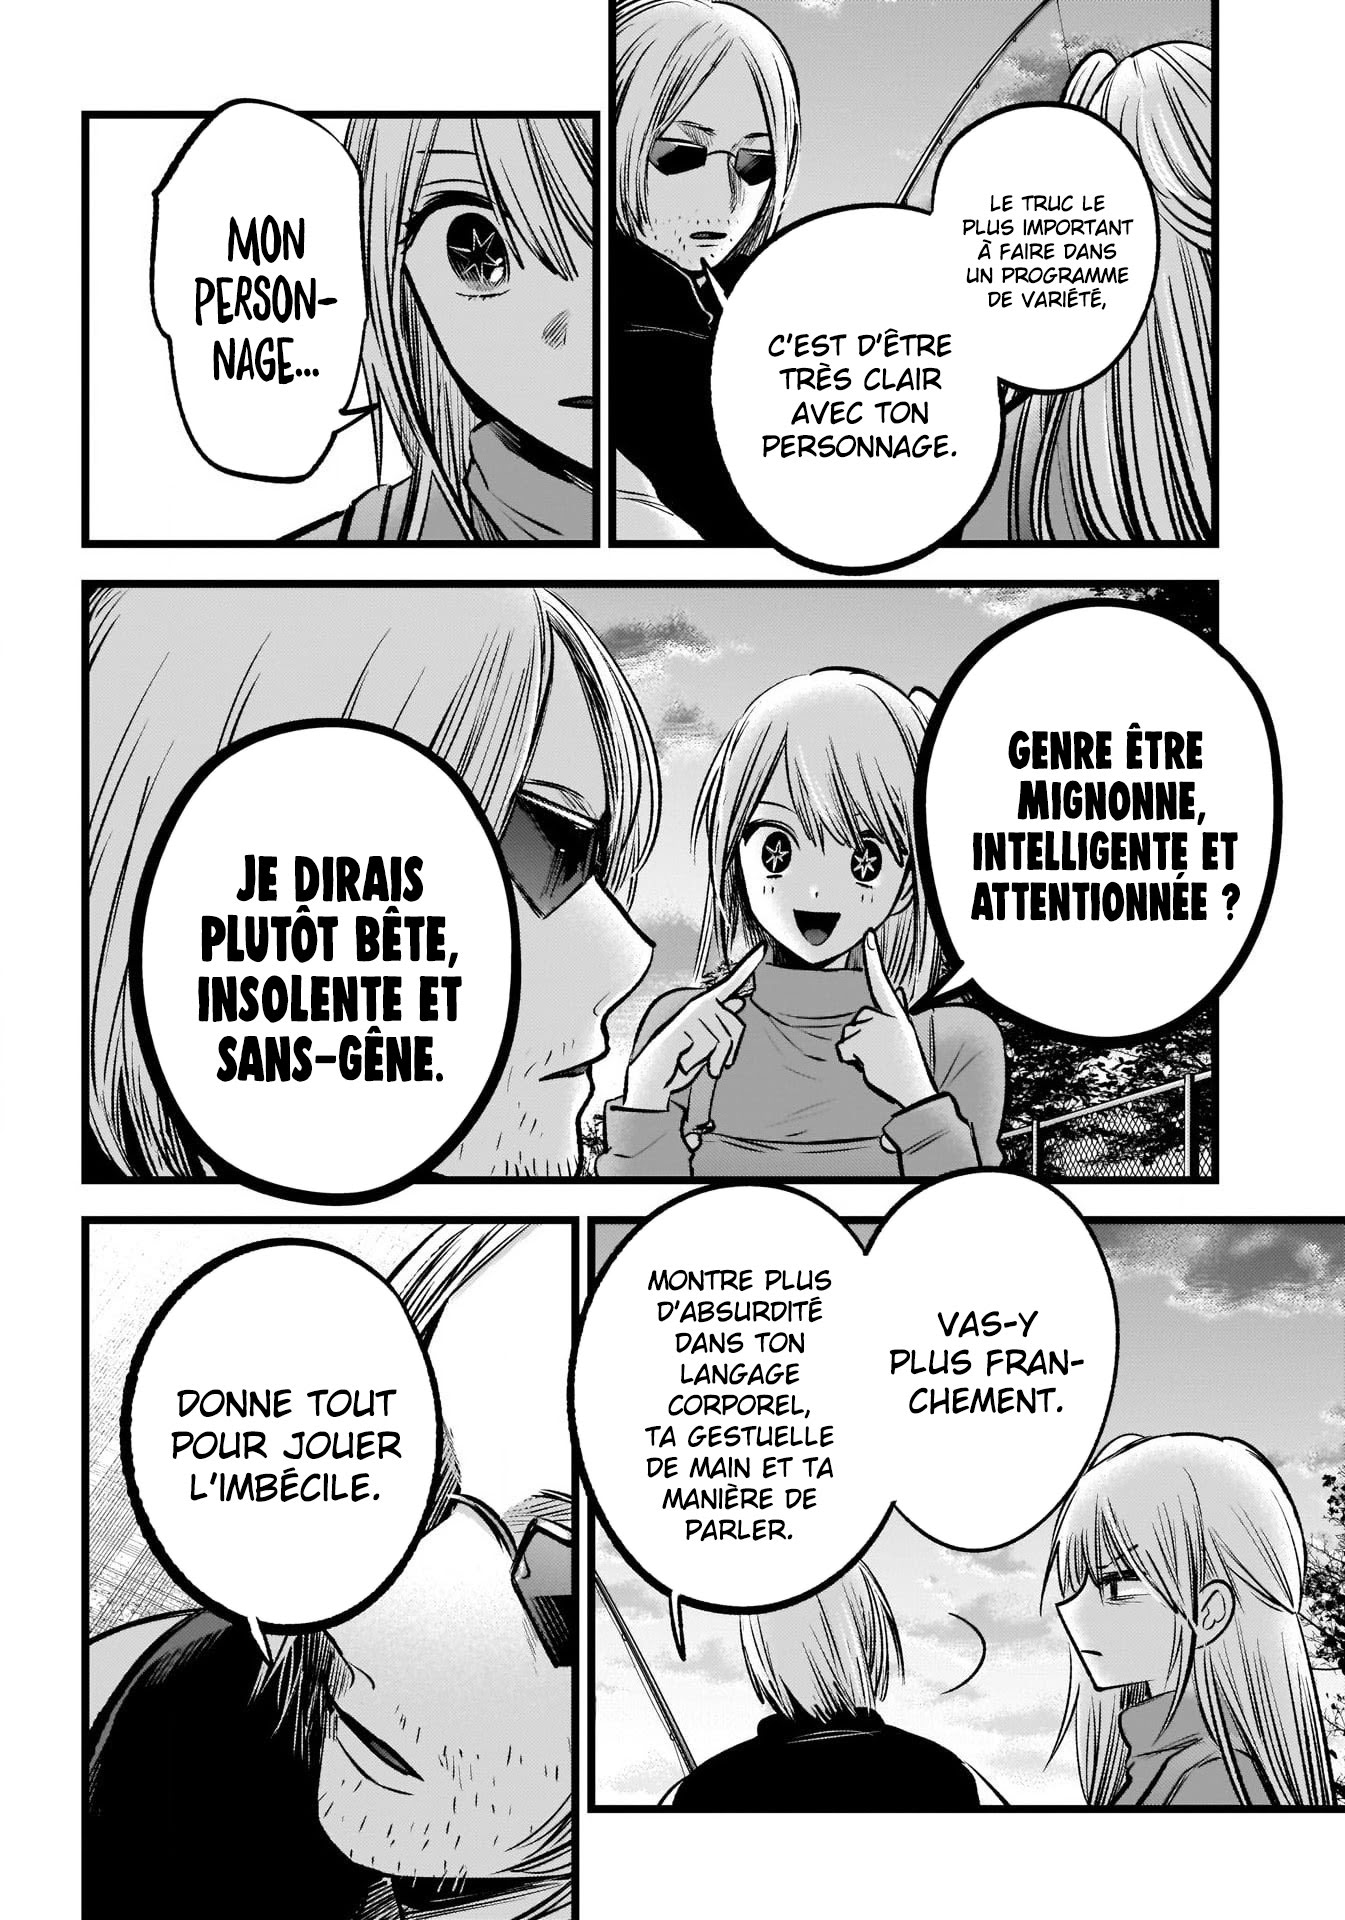 LE TRUC LE
PLUS IMPORTANT
À FAIRE DANS
UN PROGRAMME
DE VARIÉTÉ,
C'EST D'ÊTRE
TRÈS CLAIR
AVEC TON
PERSONNAGE.
MON
PERSON-
NAGE...
GENRE ÊTRE
MIGNONNE,
INTELLIGENTE ET
ATTENTIONNÉE ?
JE DIRAIS
PLUTÔT BÊTE,
INSOLENTE ET
SANS-GÊNE.
VAS-Y
PLUS FRAN-
CHEMENT.
MONTRE PLUS
D'ABSURDITÉ
DANS TON
LANGAGE
CORPOREL,
TA GESTUELLE
DE MAIN ET TA
MANIÈRE DE
PARLER.
DONNE TOUT
POUR JOUER
L'IMBÉCILE.